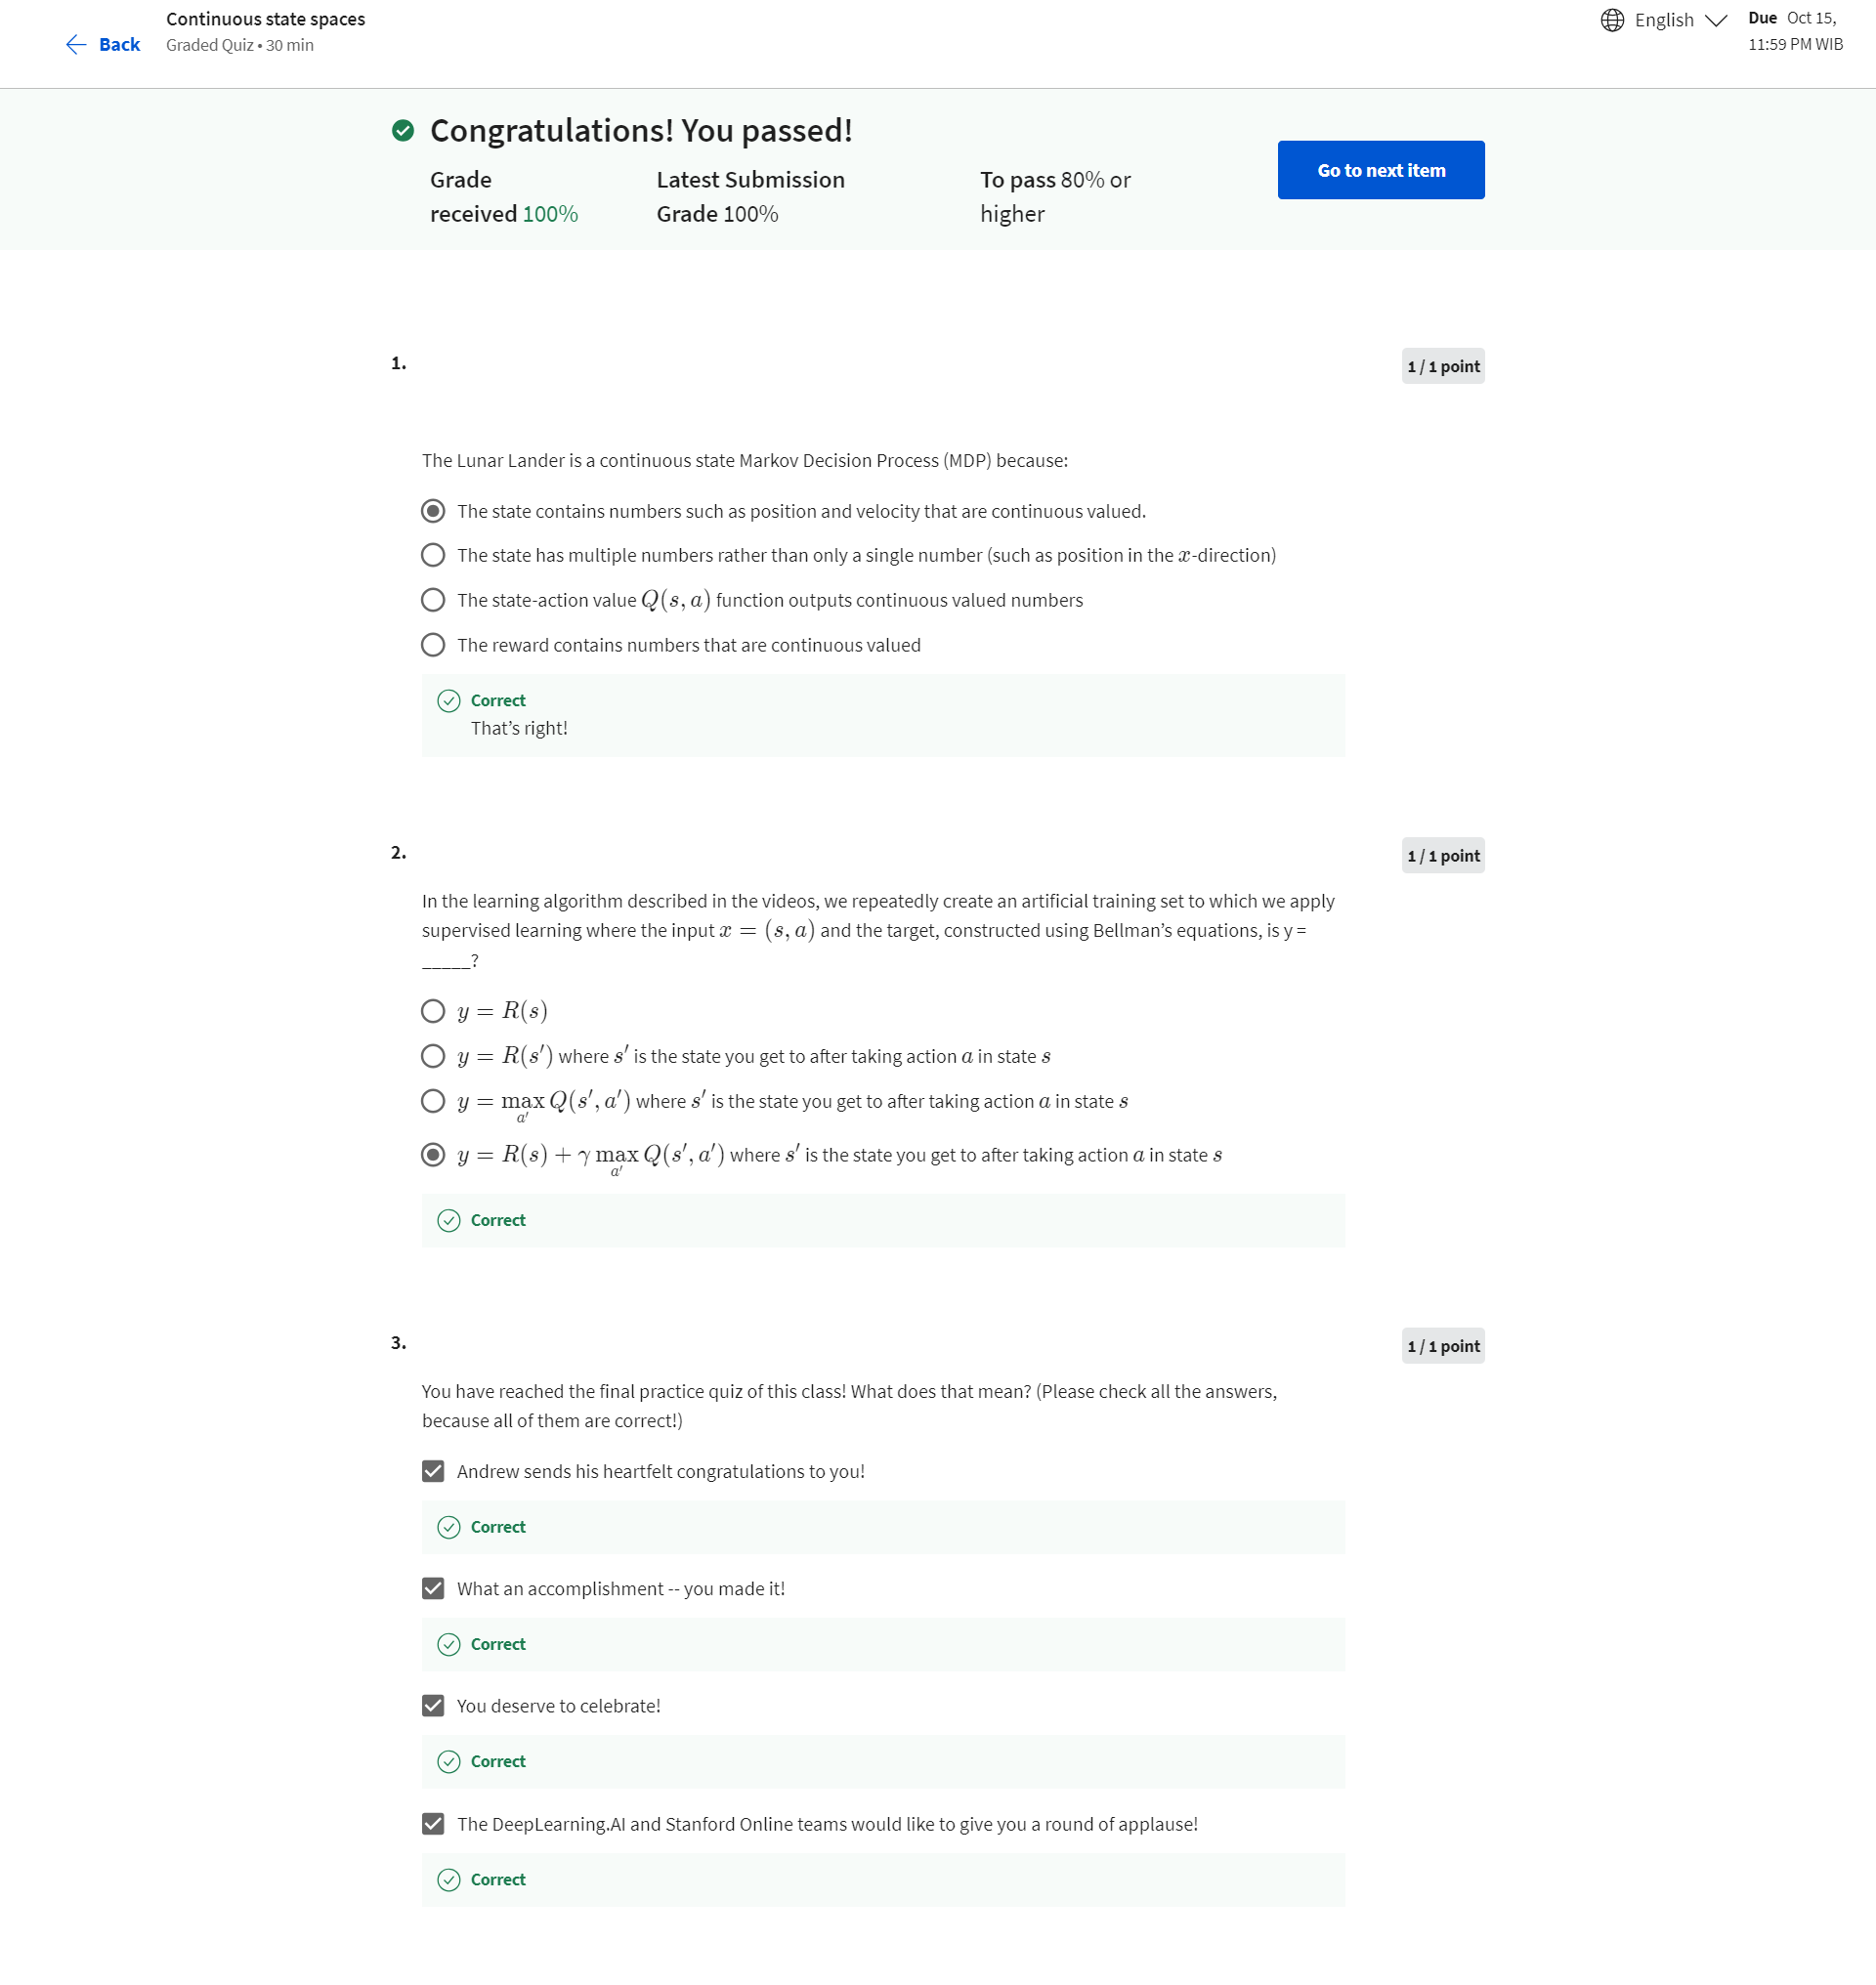 Back
Continuous state spaces
Graded Quiz • 30 min
English
Due Oct 15,
11:59 PM WIB
Congratulations! You passed!
Grade
received 100%
Latest Submission
Grade 100%
To pass 80% or
higher
Go to next item
1.
1 / 1 point
The Lunar Lander is a continuous state Markov Decision Process (MDP) because:
The state contains numbers such as position and velocity that are continuous valued.
The state has multiple numbers rather than only a single number (such as position in the x-direction)
The state-action value Q(s, a) function outputs continuous valued numbers
The reward contains numbers that are continuous valued
Correct
That’s right!
2.
1 / 1 point
In the learning algorithm described in the videos, we repeatedly create an artificial training set to which we apply
supervised learning where the input x = (s, a) and the target, constructed using Bellman’s equations, is y =
_____?
y = R(s)
y = R(s′) where s′ is the state you get to after taking action a in state s
y = max a′ Q(s′, a′) where s′ is the state you get to after taking action a in state s
y = R(s) + γ max a′ Q(s′, a′) where s′ is the state you get to after taking action a in state s
Correct
3.
1 / 1 point
You have reached the final practice quiz of this class! What does that mean? (Please check all the answers,
because all of them are correct!)
Andrew sends his heartfelt congratulations to you!
Correct
What an accomplishment -- you made it!
Correct
You deserve to celebrate!
Correct
The DeepLearning.AI and Stanford Online teams would like to give you a round of applause!
Correct